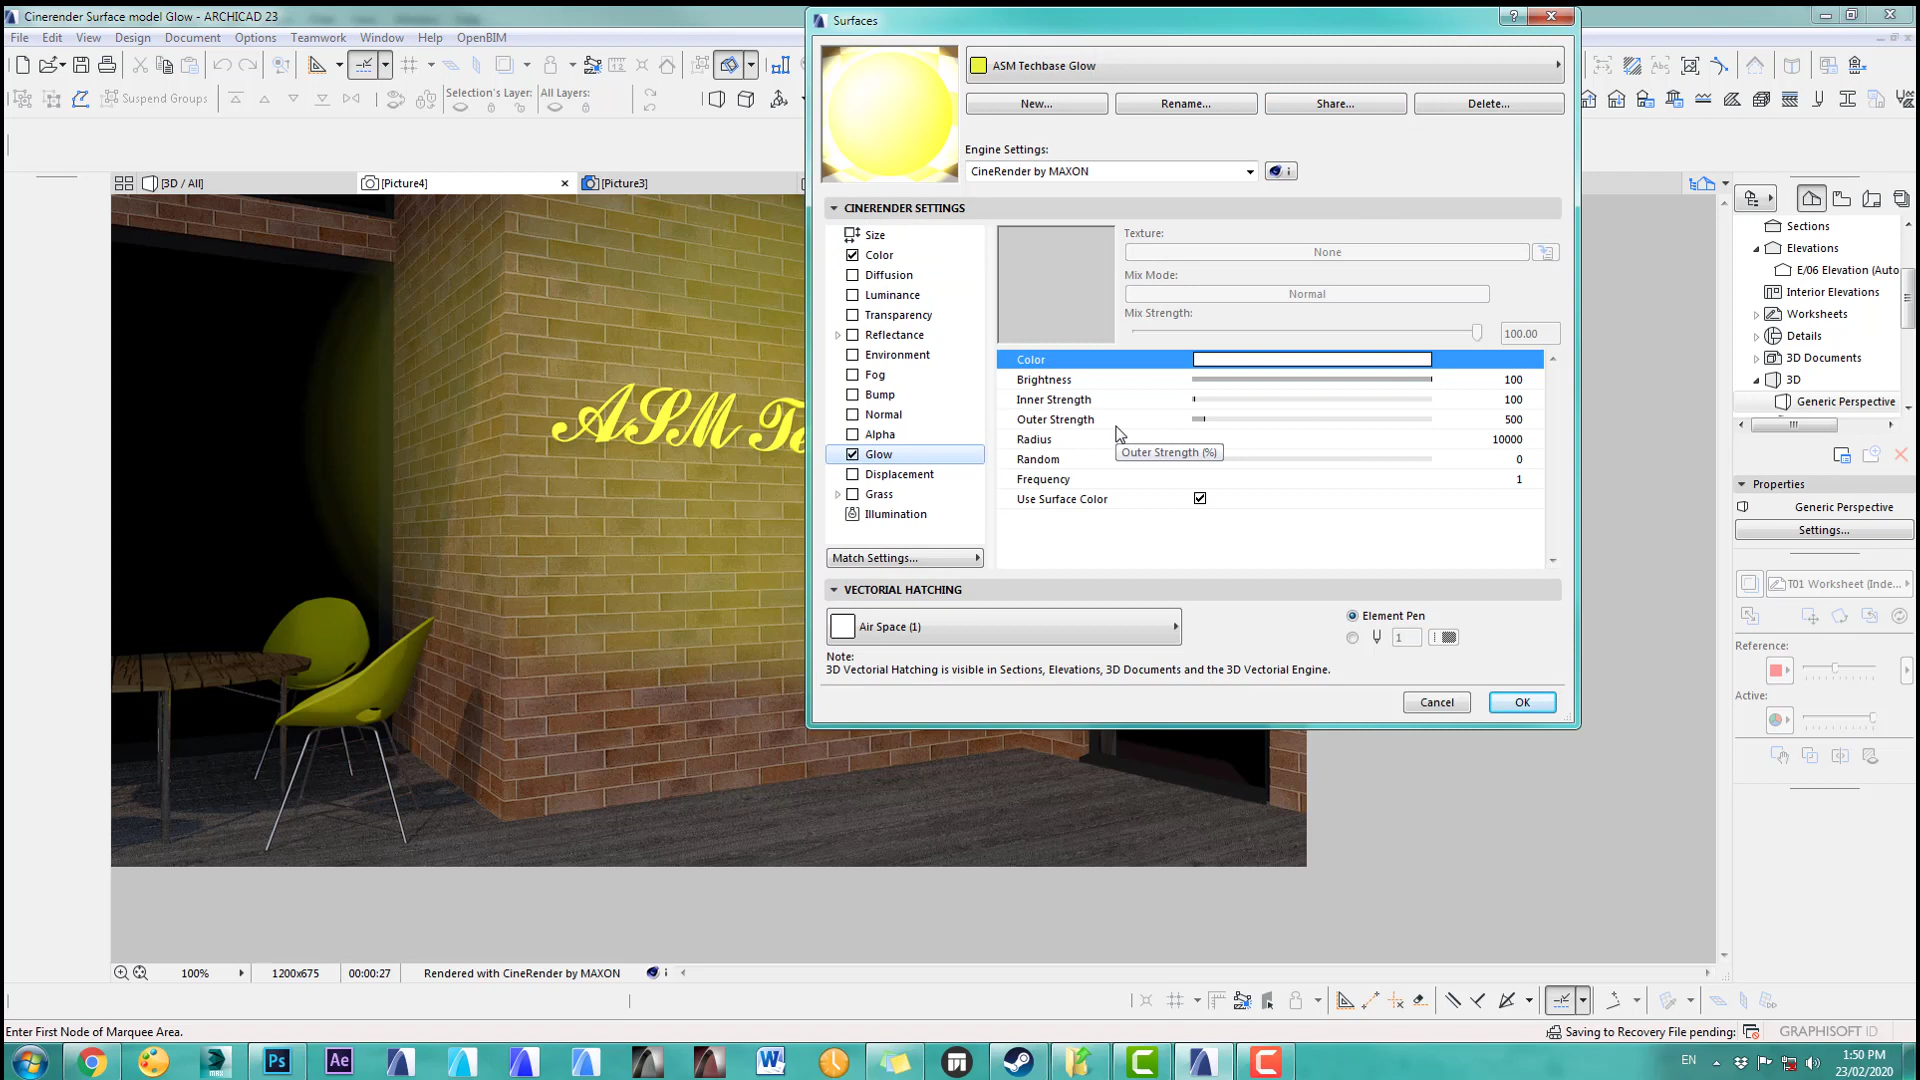 Cinerender Surface model Glow - ARCHICAD 23
File Edit View Design Document Options Teamwork Window Help OpenBIM
Suspend Groups
Selection's Layer:
All Layers:
[3D / All]
[Picture4]
[Picture3]
ASM Te
Surfaces
ASM Techbase Glow
New...
Rename...
Share...
Delete...
Engine Settings:
CineRender by MAXON
i
CINERENDER SETTINGS
Size
Color
Diffusion
Luminance
Transparency
Reflectance
Environment
Fog
Bump
Normal
Alpha
Glow
Displacement
Grass
Illumination
Match Settings...
Texture:
None
Mix Mode:
Normal
Mix Strength:
100.00
Color
Brightness 100
Inner Strength 100
Outer Strength 500
Radius 10000
Outer Strength (%)
Random 0
Frequency 1
Use Surface Color
VECTORIAL HATCHING
Air Space (1)
Element Pen
1
Note:
3D Vectorial Hatching is visible in Sections, Elevations, 3D Documents and the 3D Vectorial Engine.
Cancel
OK
Sections
Elevations
E/06 Elevation (Auto
Interior Elevations
Worksheets
Details
3D Documents
3D
Generic Perspective
Properties
Generic Perspective
Settings...
T01 Worksheet (Inde...
Reference:
Active:
100%
1200x675
00:00:27
Rendered with CineRender by MAXON
i
Enter First Node of Marquee Area.
Saving to Recovery File pending:
GRAPHISOFT ID
Ps
Ae
MAX
W
EN
1:50 PM
23/02/2020